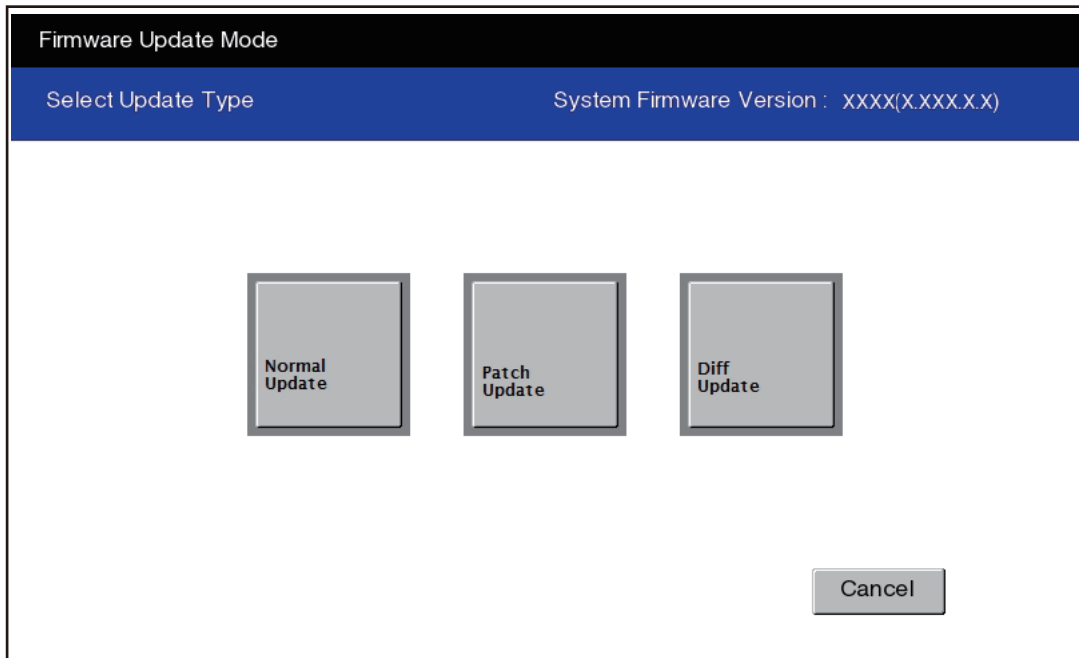 Firmware Update Mode
Select Update Type
System Firmware Version : XXXX(X.XXX.X.X)
Normal
Update
Patch
Update
Diff
Update
Cancel